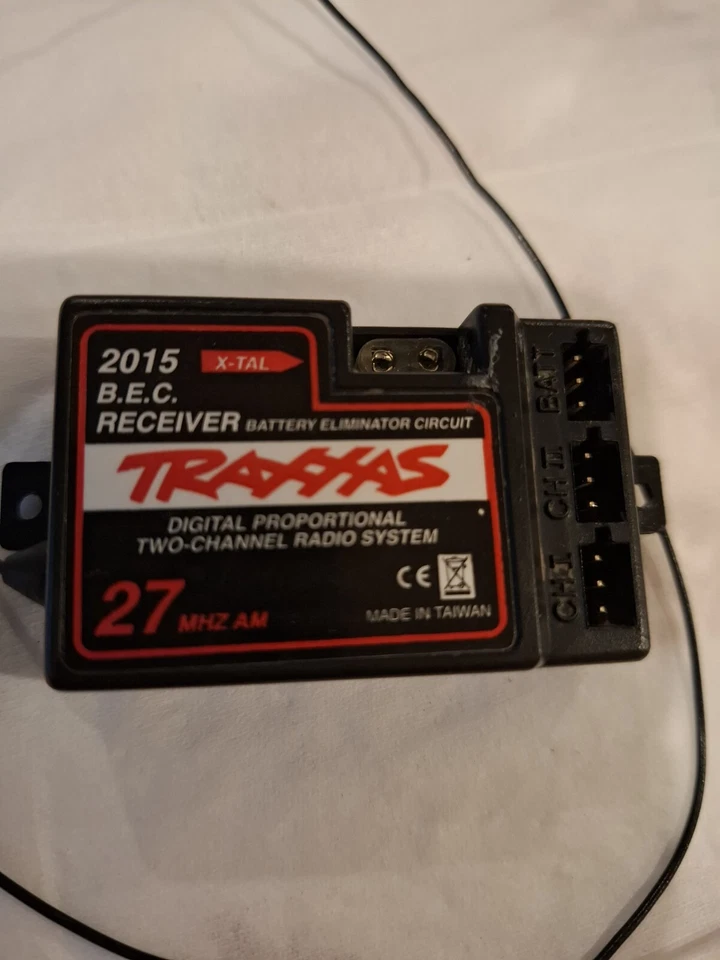 2015 X-TAL
B.E.C.
RECEIVER BATTERY ELIMINATOR CIRCUIT
TRAXXAS
DIGITAL PROPORTIONAL
TWO-CHANNEL RADIO SYSTEM
CE
27 MHZ AM
MADE IN TAIWAN
BATT
CH II
CH I